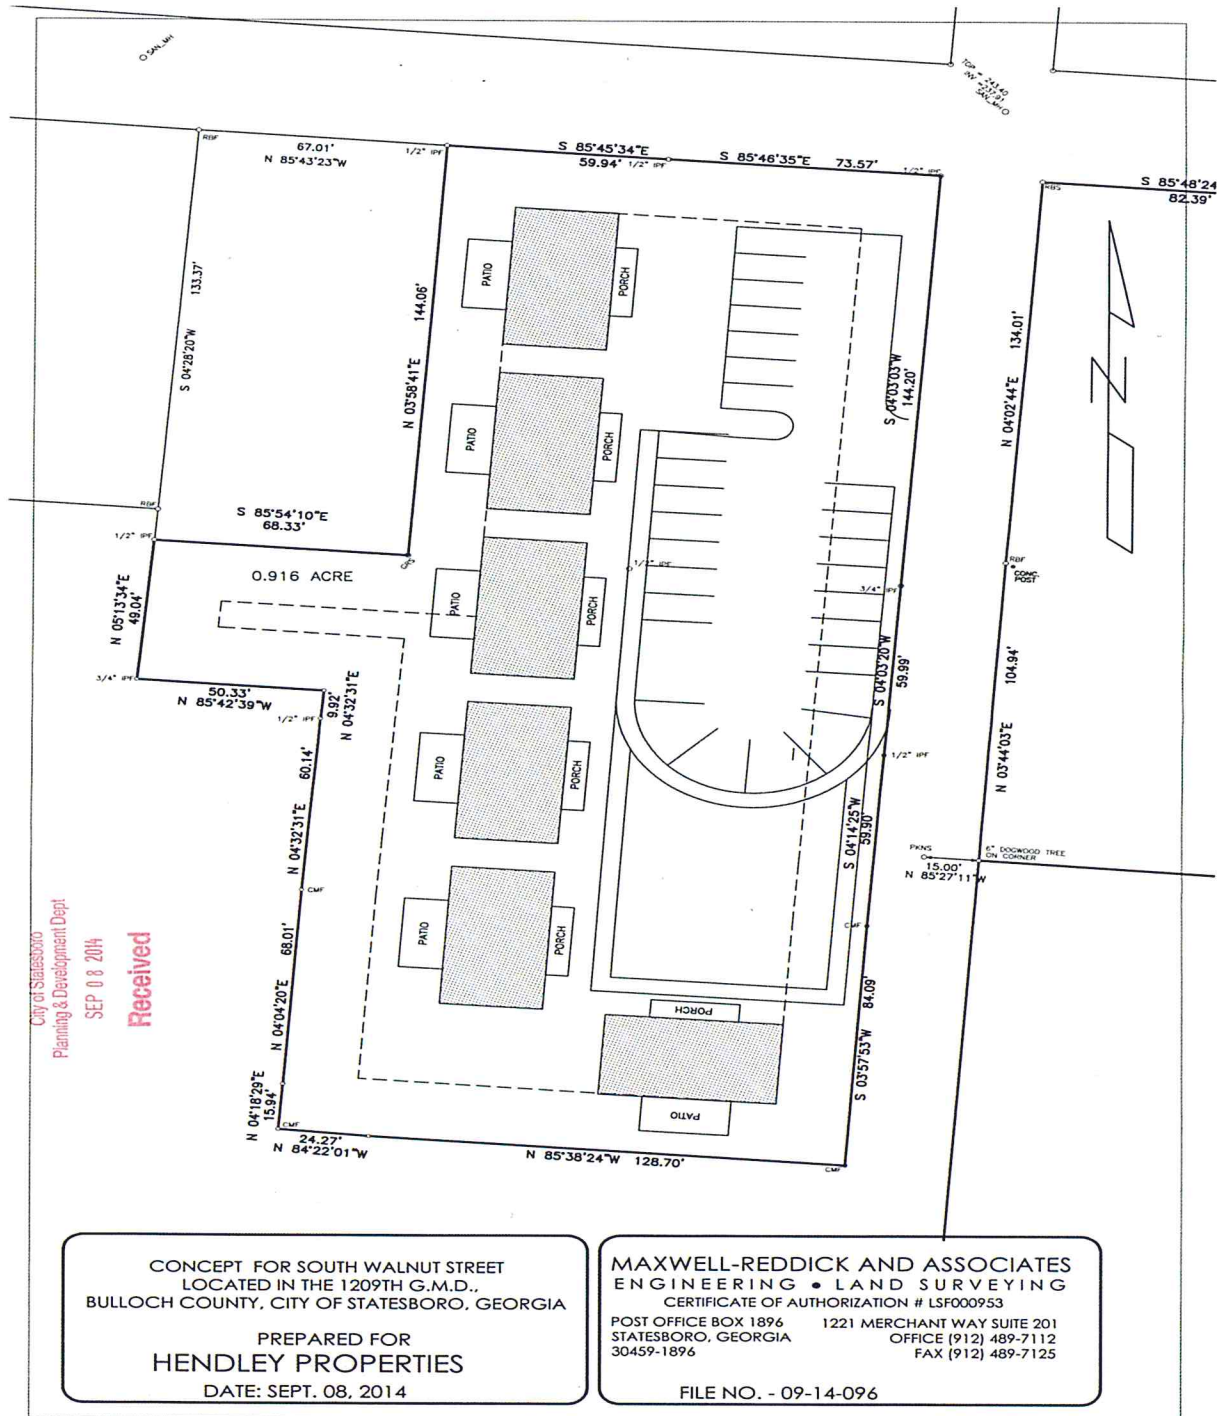 SAN_MH
TOP = 243.40
INV =237.91
SAN_MH
RBF
67.01'
N 85°43'23"W
1/2" IPF
S 85°45'34"E
59.94'
1/2" IPF
S 85°46'35"E
73.57'
1/2" IPF
RBS
S 85°48'24
82.39'
133.37'
S 04°28'20"W
144.06'
N 03°58'41"E
PATIO
PORCH
S 04°03'03"W
144.20'
134.01'
N 04°02'44"E
N
PATIO
PORCH
RBF
S 85°54'10"E
68.33'
1/2" IPF
0.916 ACRE
N 05°13'34"E
49.04'
1/2" IPF
RBF
CONC.
POST
3/4" IPF
PATIO
PORCH
3/4" IPF
50.33'
N 85°42'39"W
9.92'
N 04°32'31"E
1/2" IPF
S 04°03'20"W
59.99'
104.94'
N 03°44'03"E
60.14'
N 04°32'31"E
PATIO
PORCH
1/2" IPF
S 04°14'25"W
59.90'
PKNS
15.00'
N 85°27'11"W
6" DOGWOOD TREE
ON CORNER
CMF
68.01'
N 04°04'20"E
PATIO
PORCH
CMF
84.09'
S 03°57'53"W
PORCH
PATIO
N 04°18'29"E
15.94'
CMF
24.27'
N 84°22'01"W
N 85°38'24"W
128.70'
CMF
City of Statesboro
Planning & Development Dept
SEP 08 2014
Received
CONCEPT FOR SOUTH WALNUT STREET
LOCATED IN THE 1209TH G.M.D.,
BULLOCH COUNTY, CITY OF STATESBORO, GEORGIA
PREPARED FOR
HENDLEY PROPERTIES
DATE: SEPT. 08, 2014
MAXWELL-REDDICK AND ASSOCIATES
ENGINEERING • LAND SURVEYING
CERTIFICATE OF AUTHORIZATION # LSF000953
POST OFFICE BOX 1896
STATESBORO, GEORGIA
30459-1896
1221 MERCHANT WAY SUITE 201
OFFICE (912) 489-7112
FAX (912) 489-7125
FILE NO. - 09-14-096